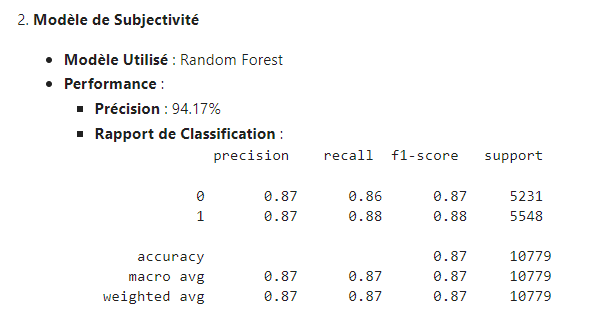 2. Modèle de Subjectivité
• Modèle Utilisé : Random Forest
• Performance :
▪ Précision : 94.17%
▪ Rapport de Classification :
precision recall f1-score support
0 0.87 0.86 0.87 5231
1 0.87 0.88 0.88 5548
accuracy 0.87 10779
macro avg 0.87 0.87 0.87 10779
weighted avg 0.87 0.87 0.87 10779